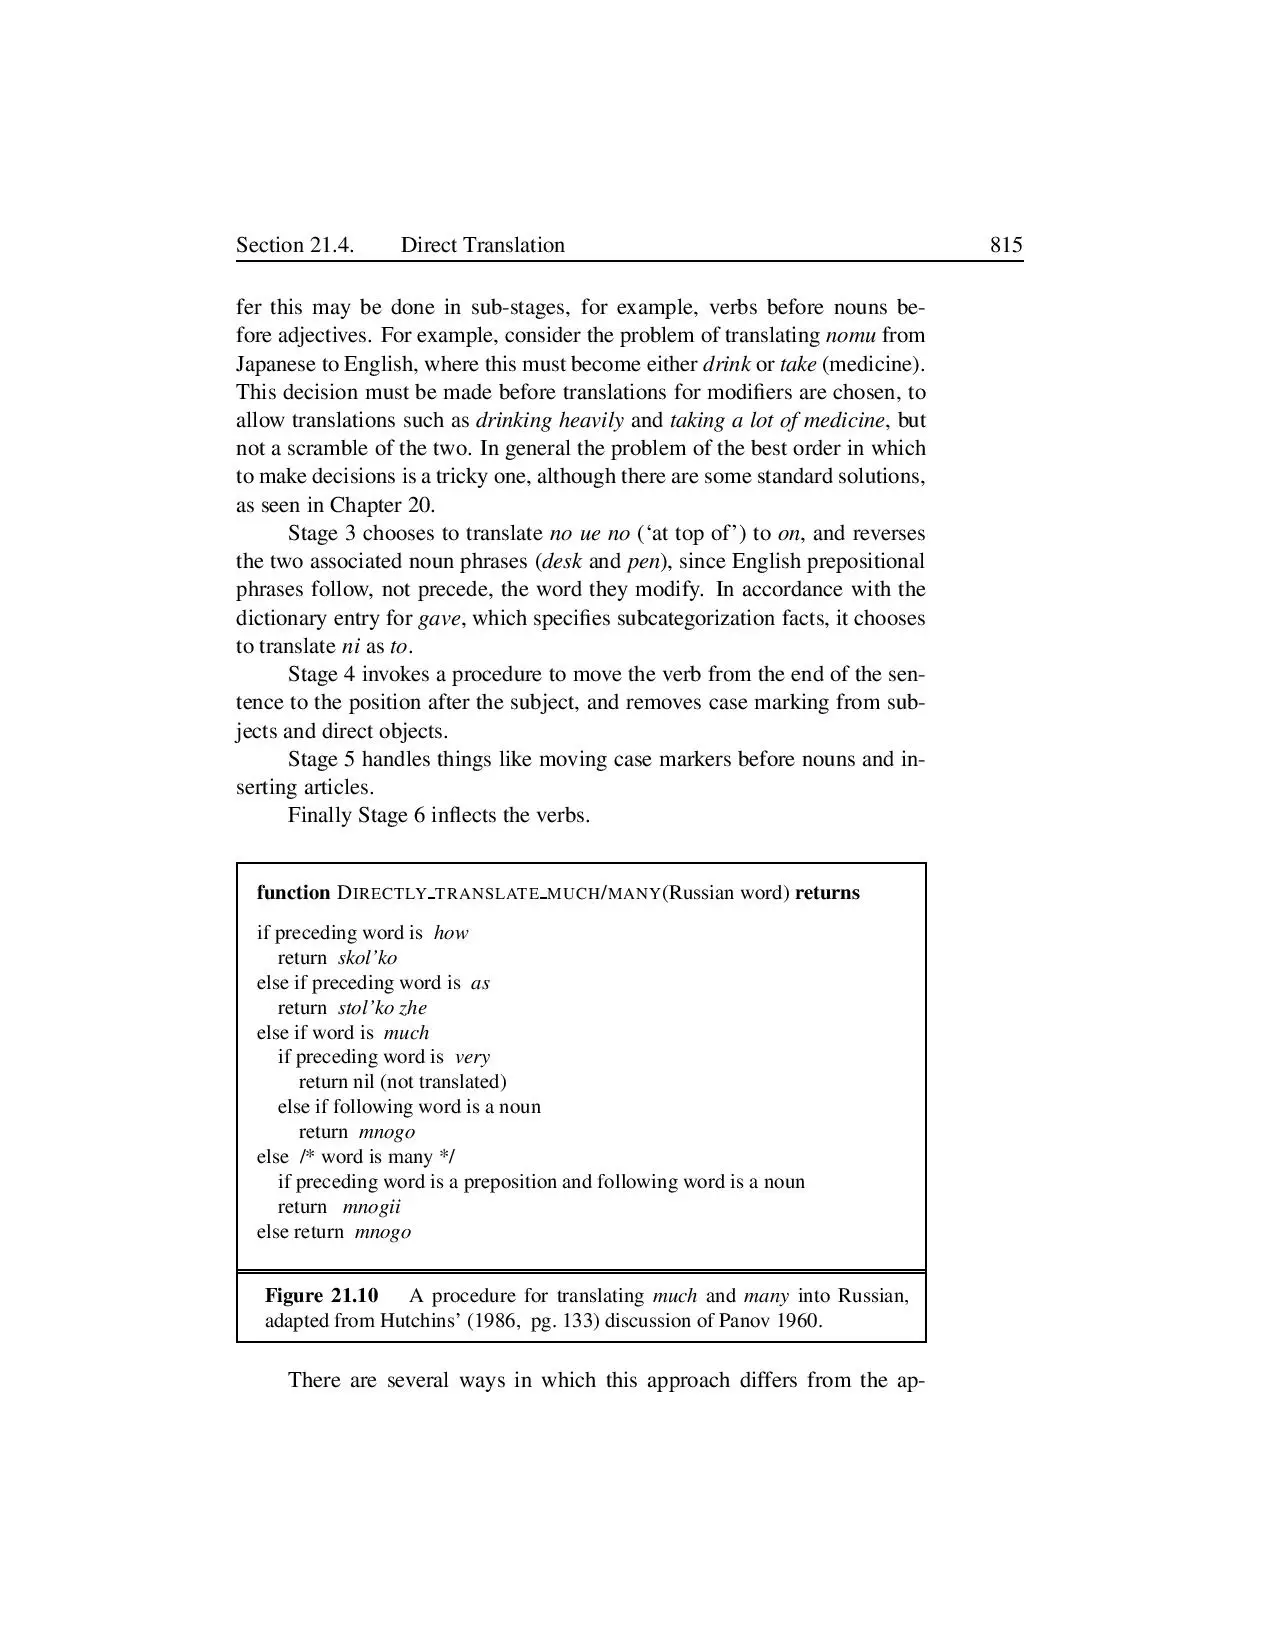 Section 21.4. Direct Translation 815
fer this may be done in sub-stages, for example, verbs before nouns be-
fore adjectives. For example, consider the problem of translating nomu from
Japanese to English, where this must become either drink or take (medicine).
This decision must be made before translations for modifiers are chosen, to
allow translations such as drinking heavily and taking a lot of medicine, but
not a scramble of the two. In general the problem of the best order in which
to make decisions is a tricky one, although there are some standard solutions,
as seen in Chapter 20.
Stage 3 chooses to translate no ue no (‘at top of’) to on, and reverses
the two associated noun phrases (desk and pen), since English prepositional
phrases follow, not precede, the word they modify. In accordance with the
dictionary entry for gave, which specifies subcategorization facts, it chooses
to translate ni as to.
Stage 4 invokes a procedure to move the verb from the end of the sen-
tence to the position after the subject, and removes case marking from sub-
jects and direct objects.
Stage 5 handles things like moving case markers before nouns and in-
serting articles.
Finally Stage 6 inflects the verbs.
function DIRECTLY_TRANSLATE_MUCH/MANY(Russian word) returns
if preceding word is how
return skol’ko
else if preceding word is as
return stol’ko zhe
else if word is much
if preceding word is very
return nil (not translated)
else if following word is a noun
return mnogo
else /* word is many */
if preceding word is a preposition and following word is a noun
return mnogii
else return mnogo
Figure 21.10 A procedure for translating much and many into Russian,
adapted from Hutchins’ (1986, pg. 133) discussion of Panov 1960.
There are several ways in which this approach differs from the ap-